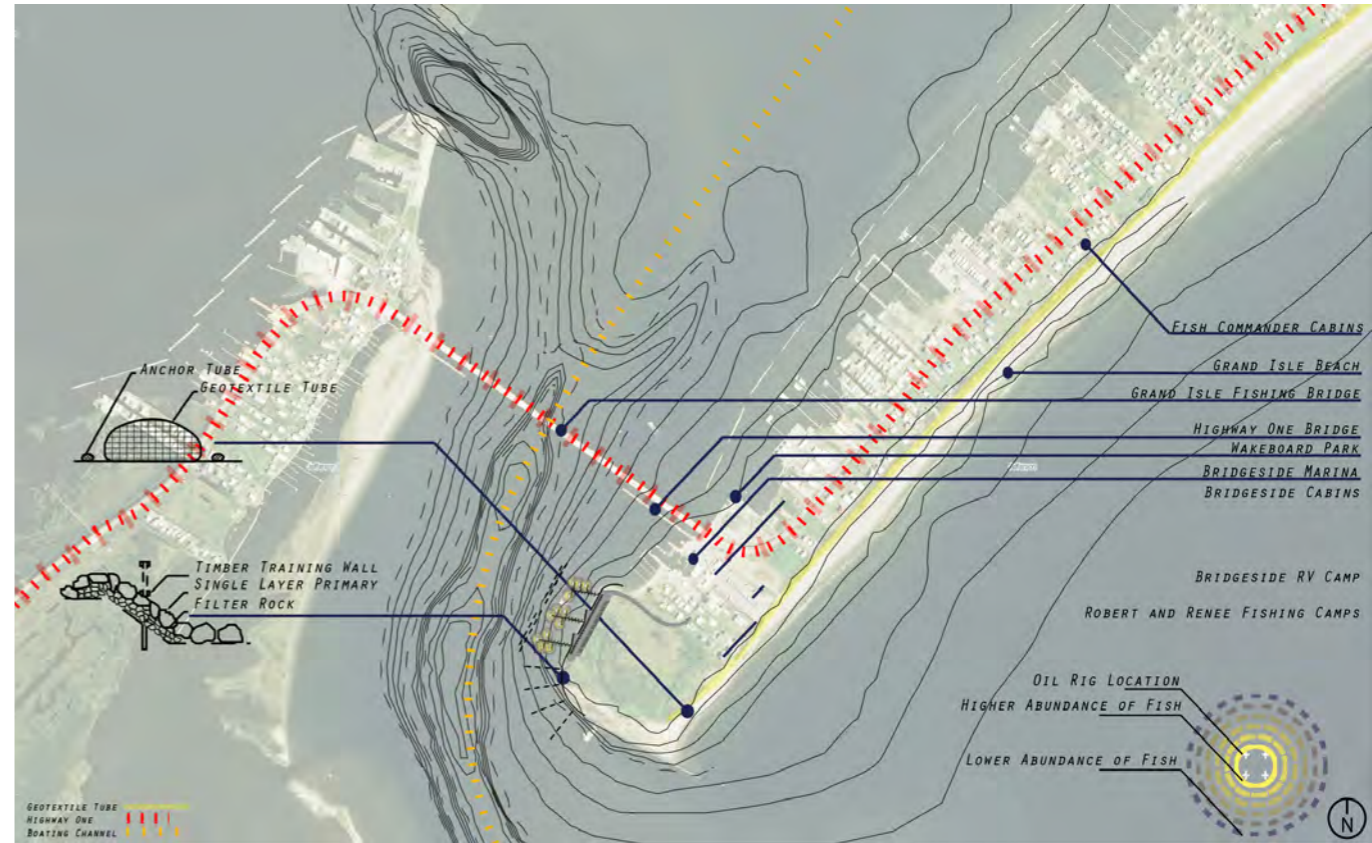 ANCHOR TUBE
GEOTEXTILE TUBE
TIMBER TRAINING WALL
SINGLE LAYER PRIMARY
FILTER ROCK
FISH COMMANDER CABINS
GRAND ISLE BEACH
GRAND ISLE FISHING BRIDGE
HIGHWAY ONE BRIDGE
WAKEBOARD PARK
BRIDGESIDE MARINA
BRIDGESIDE CABINS
BRIDGESIDE RV CAMP
ROBERT AND RENEE FISHING CAMPS
OIL RIG LOCATION
HIGHER ABUNDANCE OF FISH
LOWER ABUNDANCE OF FISH
GEOTEXTILE TUBE
HIGHWAY ONE
BOATING CHANNEL
N